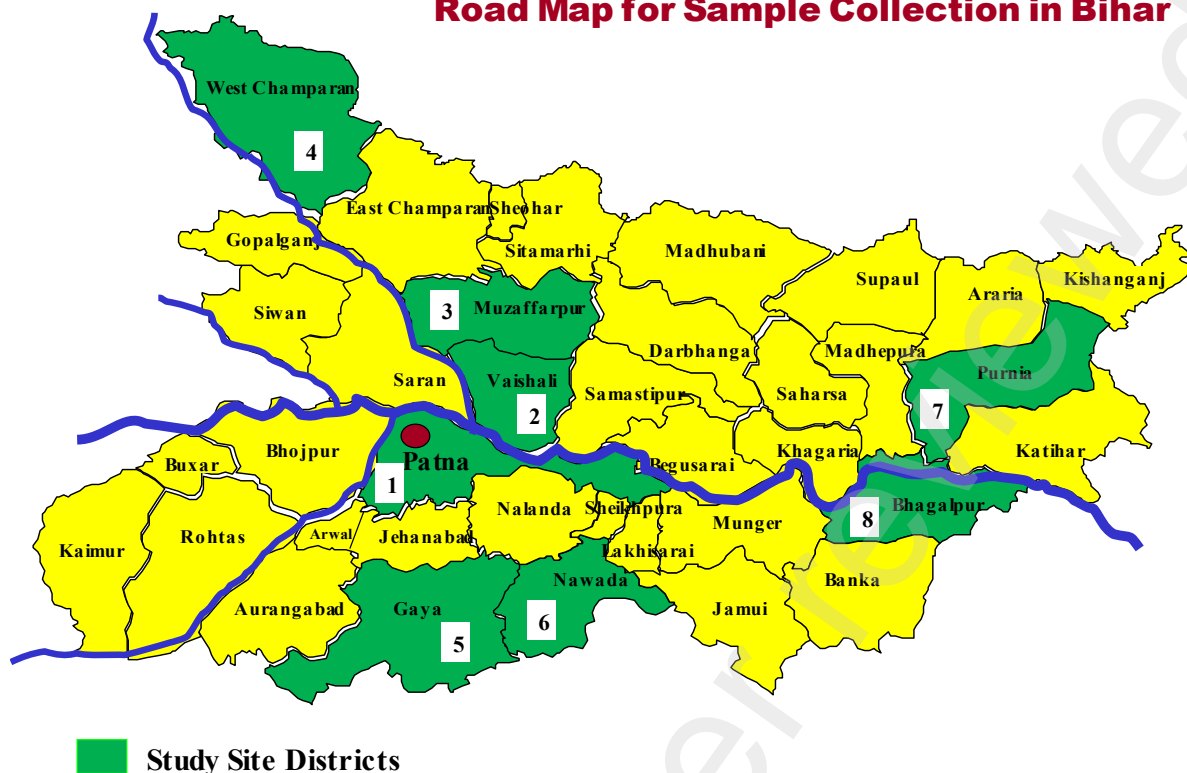 Road Map for Sample Collection in Bihar
West Champaran
4
East Champaran
Sheohar
Gopalganj
Sitamarhi
Madhubani
Supaul
Araria
Kishanganj
3
Muzaffarpur
Siwan
Darbhanga
Madhepura
Saran
Vaishali
Samastipur
Saharsa
Purnia
2
7
Bhojpur
Patna
Begusarai
Khagaria
Katihar
Buxar
1
Nalanda
Sheikhpura
Munger
8
Bhagalpur
Kaimur
Rohtas
Arwal
Jehanabad
Lakhisarai
Nawada
Banka
Aurangabad
Gaya
5
6
Jamui
Study Site Districts
er reviewed